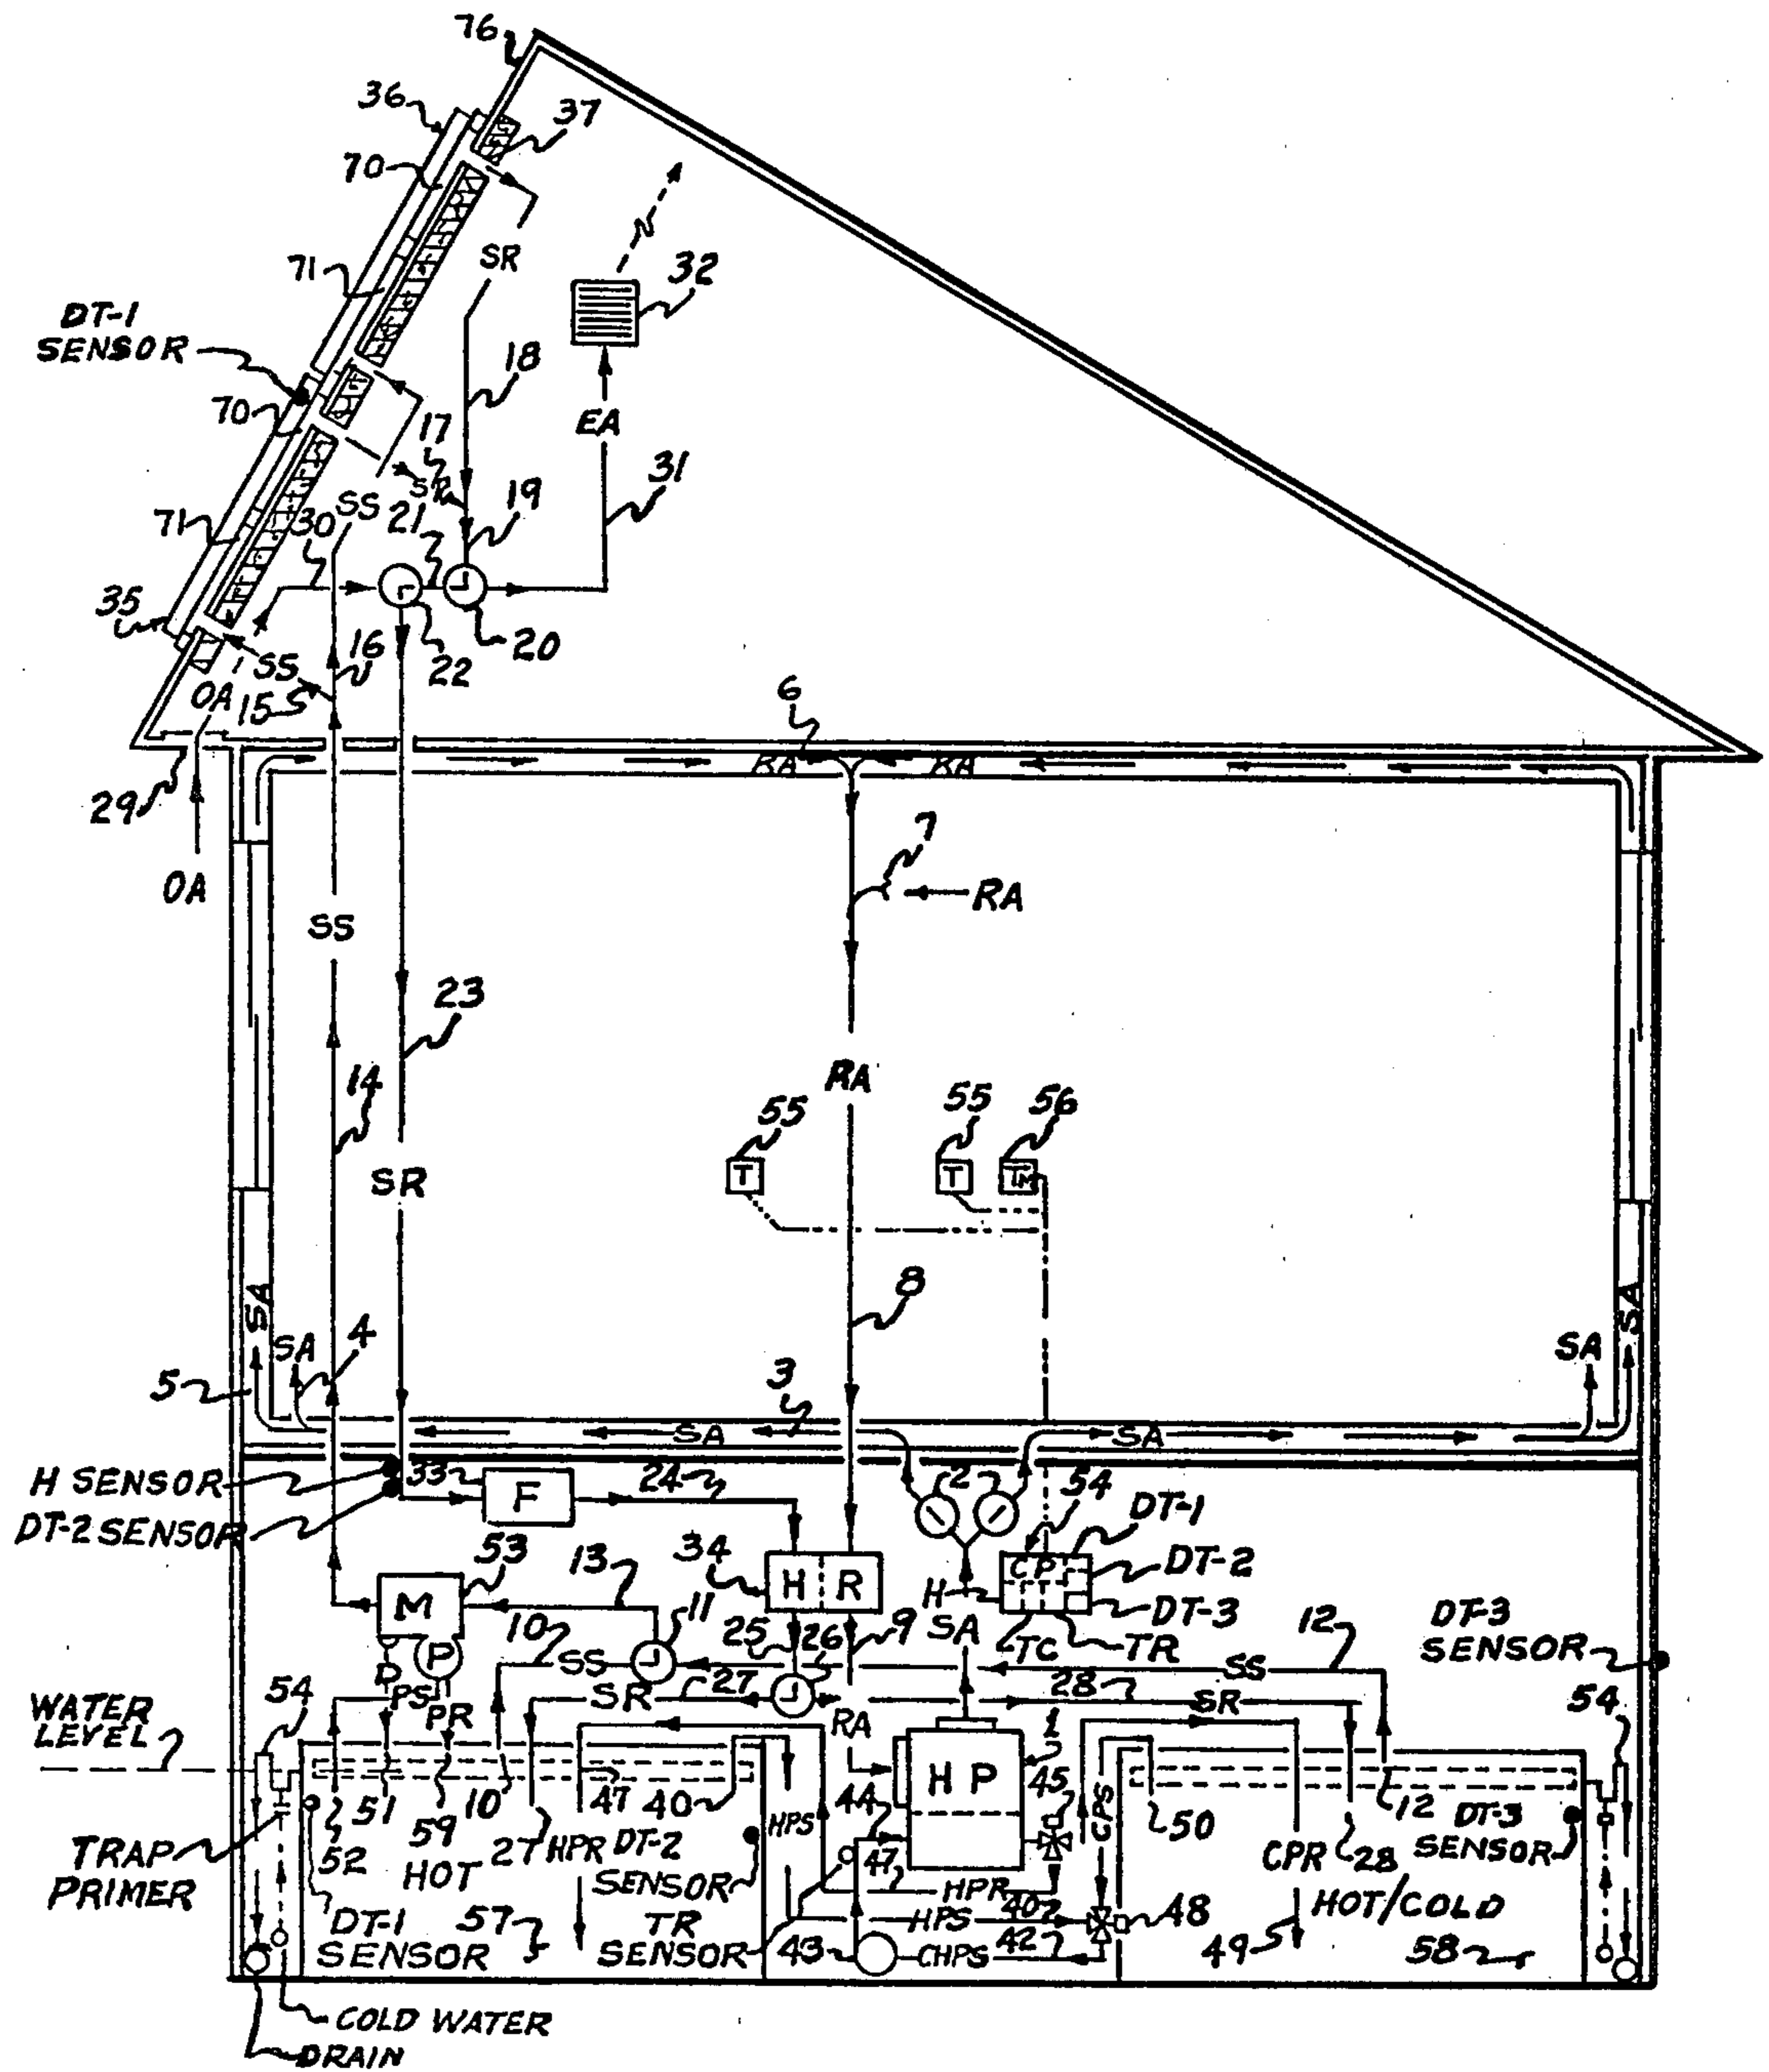 76
36
37
70
SR
71
32
DT-1
SENSOR
18
70
EA
17
SR
31
19
SS
71
30
21
35
16
20
22
SS
OA
15
6
RA
RA
29
7
OA
RA
SS
23
RA
14
55
55
56
T
T
TM
SR
8
SA
SA
SA
4
3
SA
5
SA
SA
H SENSOR
33
F
24
2
54
DT-1
DT-2 SENSOR
53
34
CP
DT-2
13
H
R
H
M
11
DT-3
DT-3
SENSOR
10
25
26
9
SA
TC
TR
12
D
P
SS
SS
WATER
LEVEL
54
PS
SR
27
28
SR
54
PR
RA
1
HP
45
44
CPS
51
10
47
40
HPS
50
12
DT-3
SENSOR
TRAP
PRIMER
52
59
HOT
27
HPR
DT-2
SENSOR
47
HPR
CPR
28
40
HPS
48
HOT/COLD
DT-1
SENSOR
57
TR
SENSOR
43
CHPS
42
49
58
COLD WATER
DRAIN